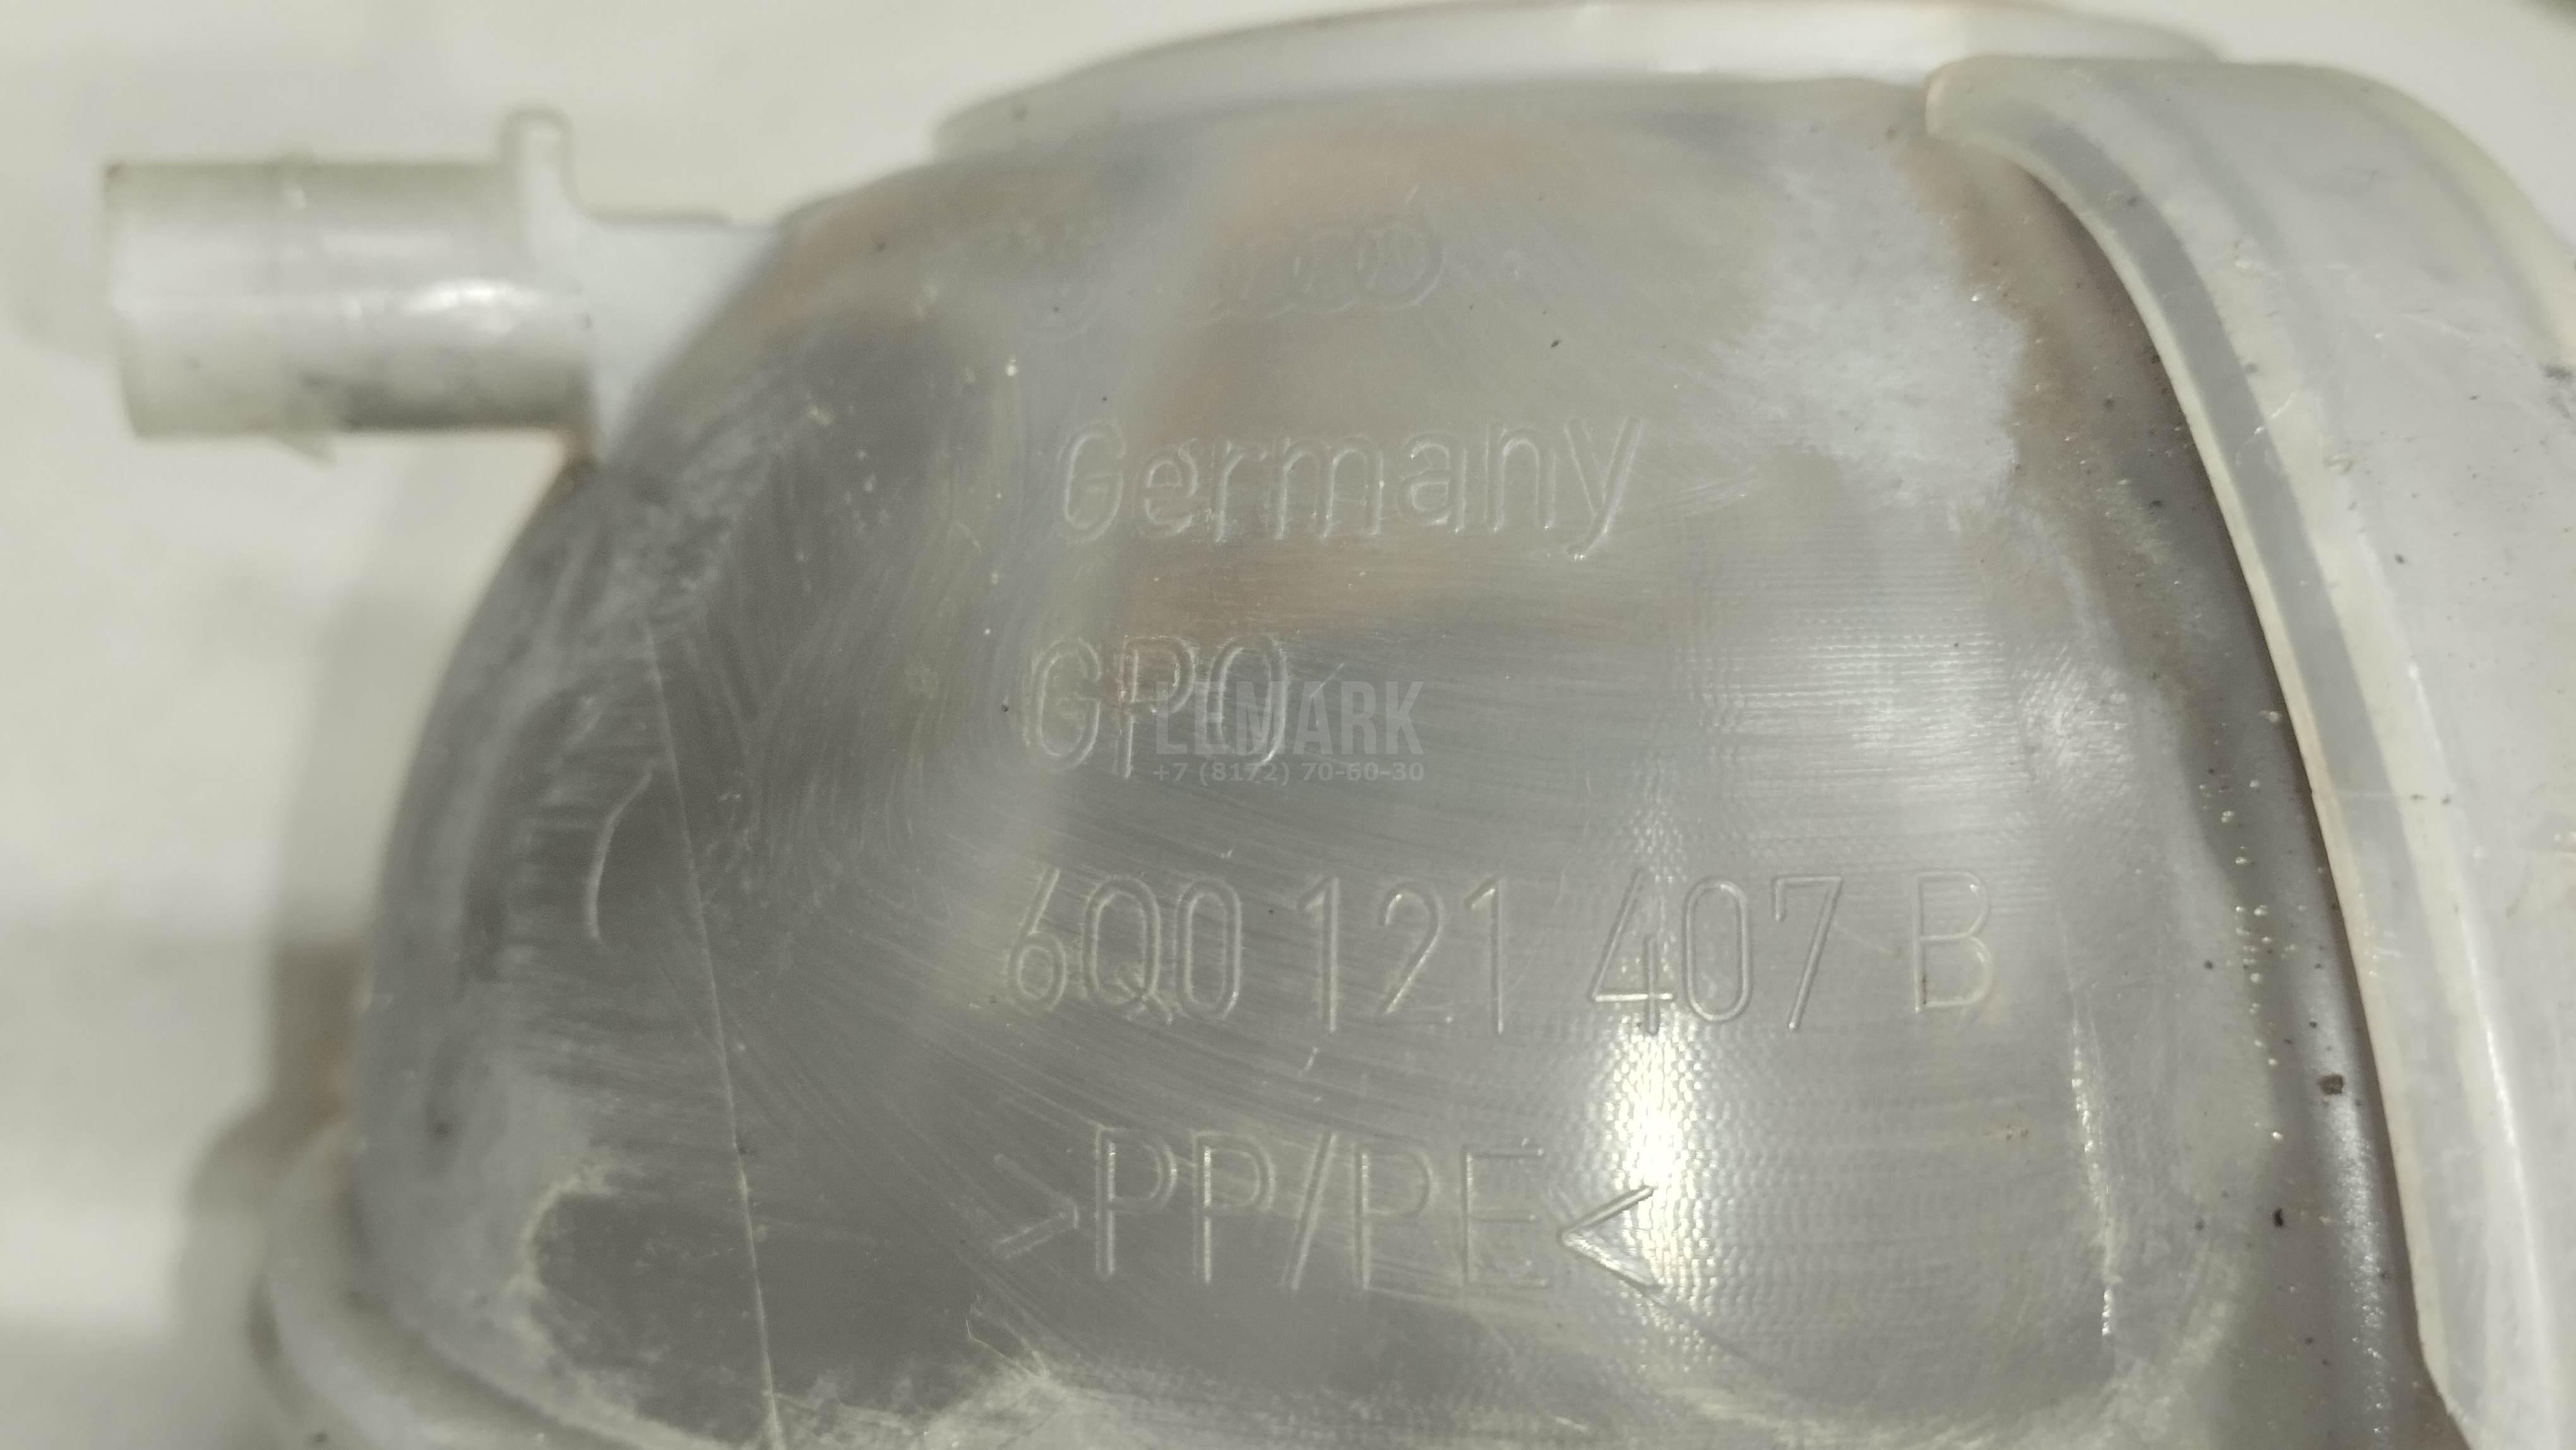 Germany
GPO
LEMARK
+7 (8172) 70-60-30
6Q0 121 407 B
>PP/PE<